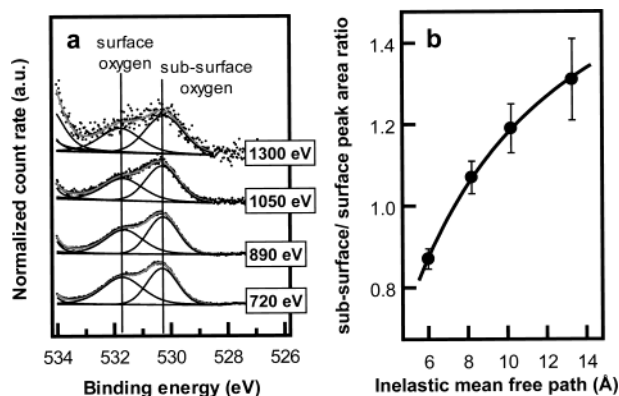 a
surface
oxygen
sub-surface
oxygen
1300 eV
1050 eV
890 eV
720 eV
Normalized count rate (a.u.)
534
532
530
528
526
Binding energy (eV)
b
sub-surface/ surface peak area ratio
1.4
1.2
1.0
0.8
6
8
10
12
14
Inelastic mean free path (Å)